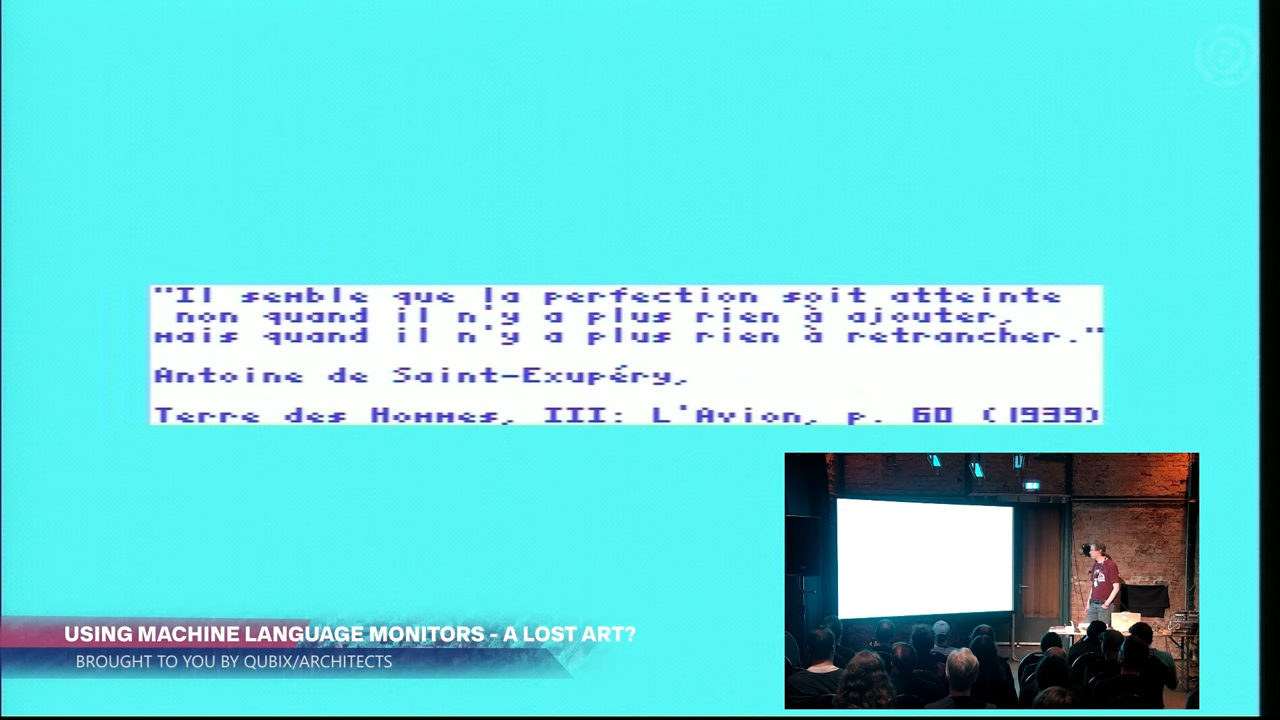 "Il semble que la perfection soit atteinte
non quand il n'y a plus rien à ajouter,
mais quand il n'y a plus rien à retrancher."
Antoine de Saint-Exupéry,
Terre des Hommes, III: L'Avion, p. 60 (1939)
USING MACHINE LANGUAGE MONITORS - A LOST ART?
BROUGHT TO YOU BY QUBIX/ARCHITECTS